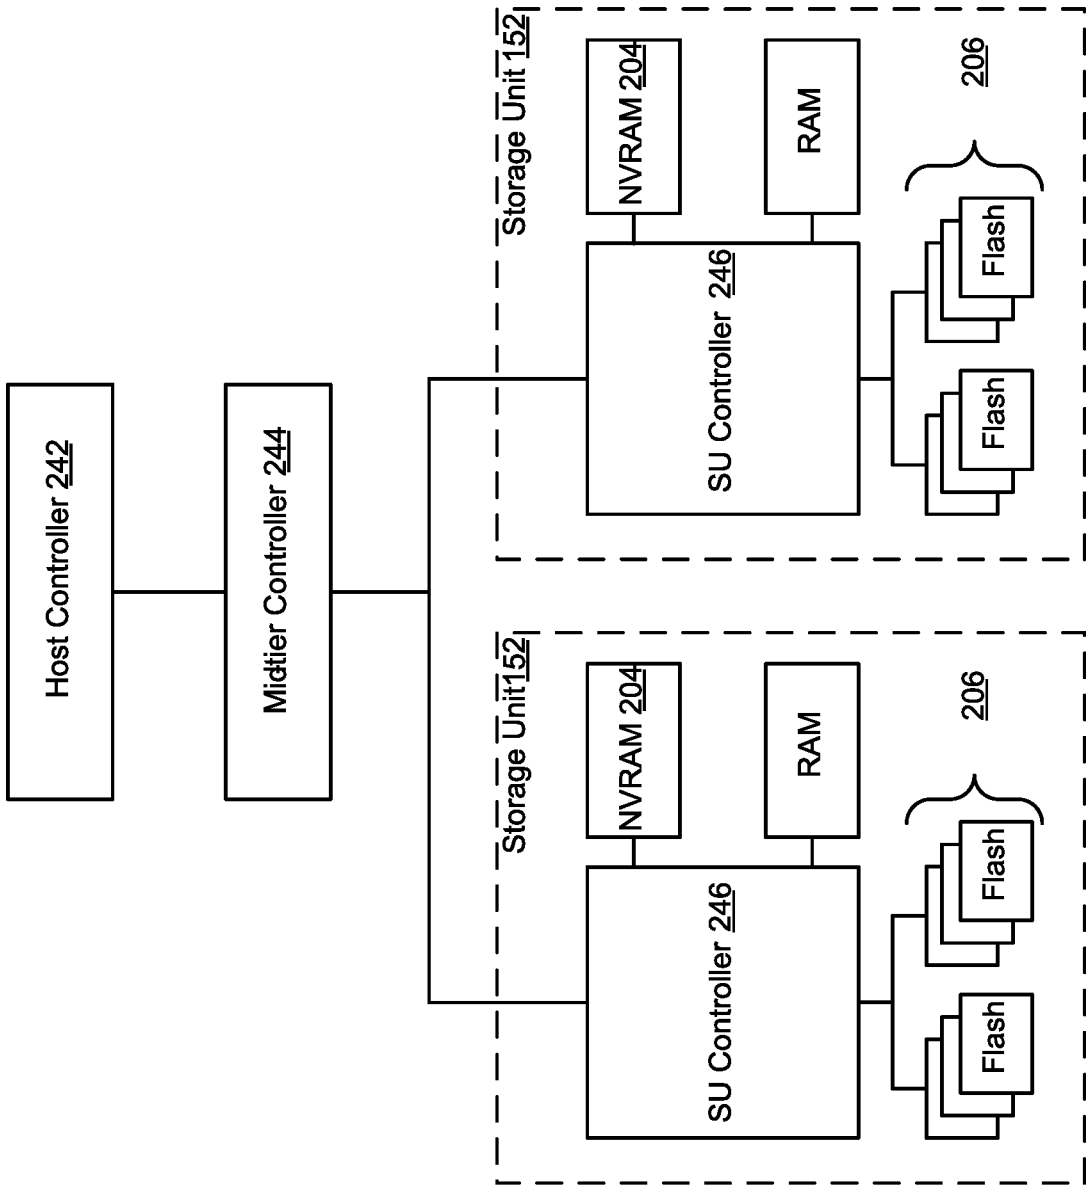 Host Controller 242
Midtier Controller 244
Storage Unit152
NVRAM 204
SU Controller 246
RAM
Flash
Flash
206
Storage Unit 152
NVRAM 204
SU Controller 246
RAM
Flash
Flash
206